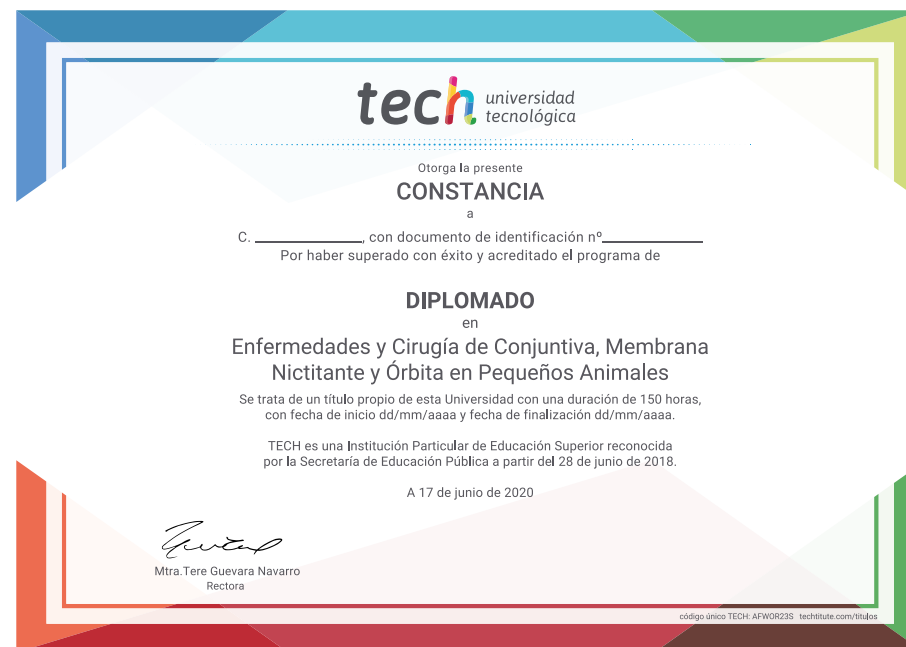 tech universidad
tecnológica
Otorga la presente
CONSTANCIA
a
C. ____________, con documento de identificación nº____________
Por haber superado con éxito y acreditado el programa de
DIPLOMADO
en
Enfermedades y Cirugía de Conjuntiva, Membrana
Nictitante y Órbita en Pequeños Animales
Se trata de un título propio de esta Universidad con una duración de 150 horas,
con fecha de inicio dd/mm/aaaa y fecha de finalización dd/mm/aaaa.
TECH es una Institución Particular de Educación Superior reconocida
por la Secretaría de Educación Pública a partir del 28 de junio de 2018.
A 17 de junio de 2020
Mtra.Tere Guevara Navarro
Rectora
código único TECH: AFWOR23S techtitute.com/titulos